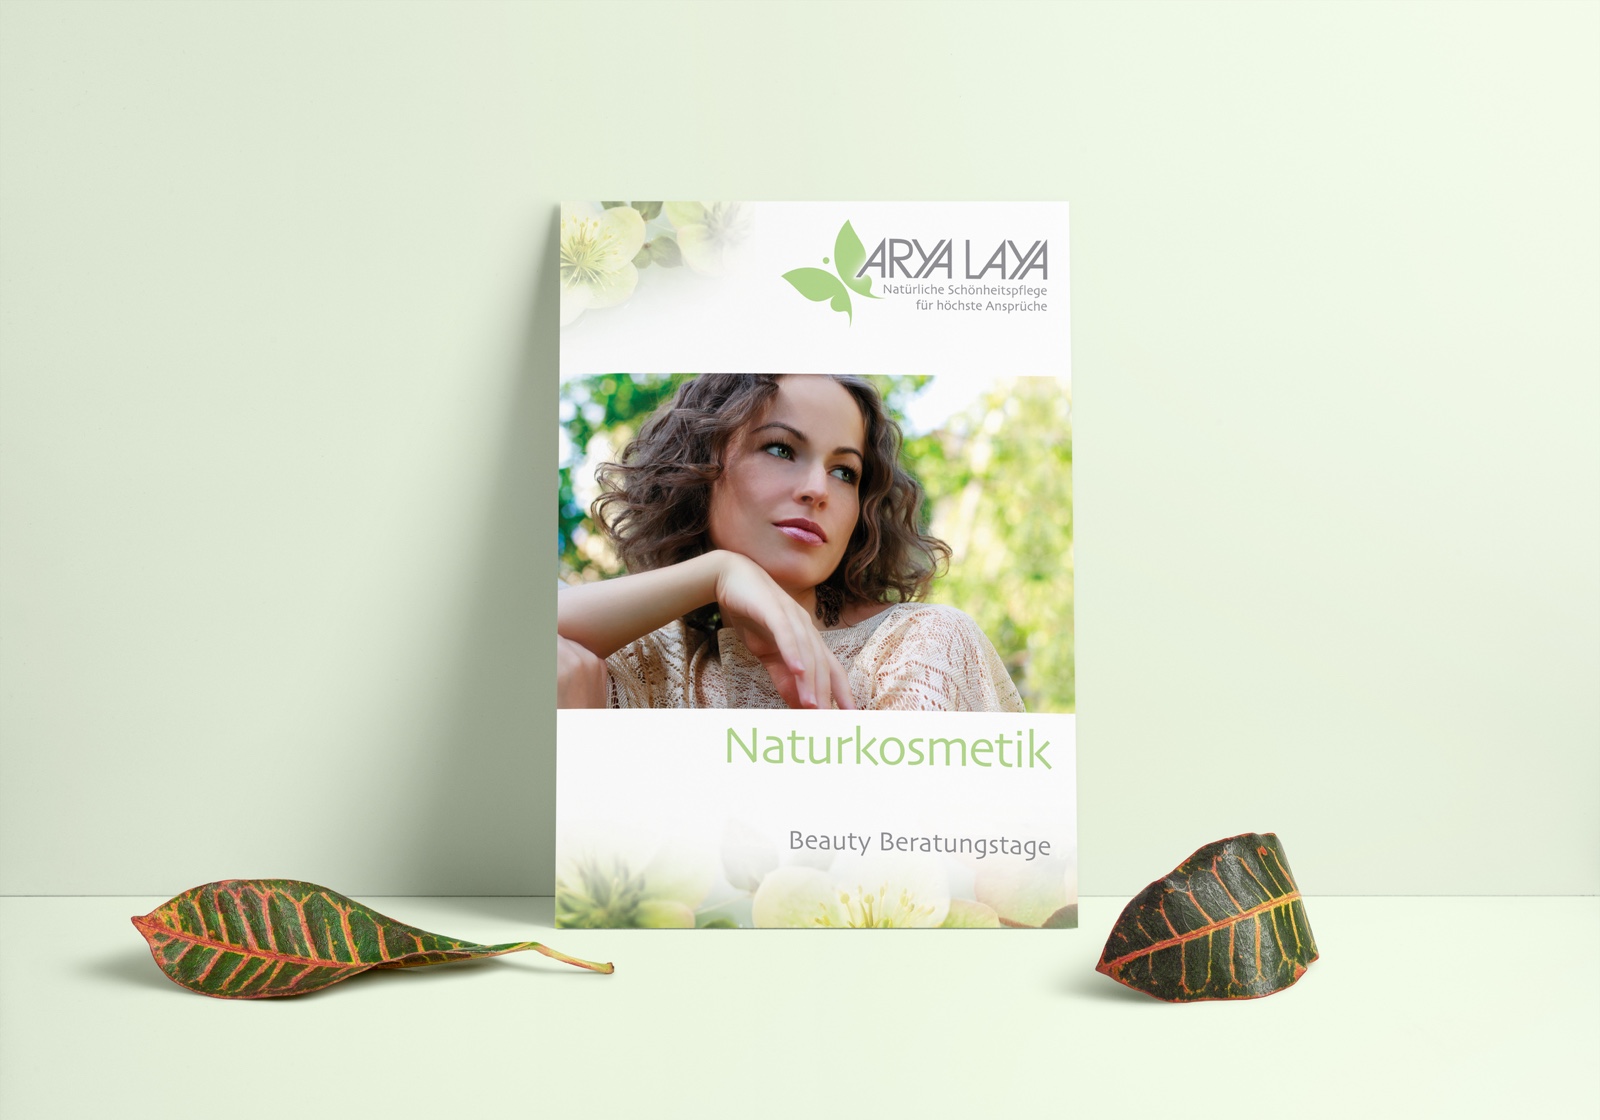 ARYA LAYA
Natürliche Schönheitspflege
für höchste Ansprüche
Naturkosmetik
Beauty Beratungstage